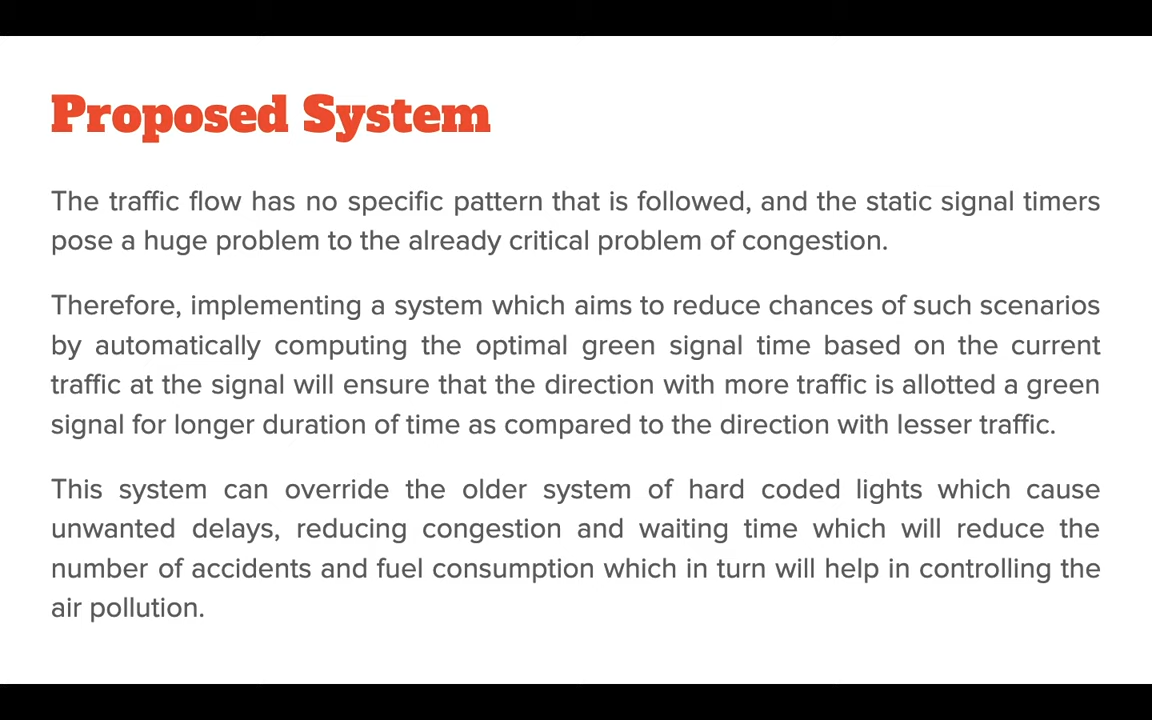 Proposed System
The traffic flow has no specific pattern that is followed, and the static signal timers
pose a huge problem to the already critical problem of congestion.
Therefore, implementing a system which aims to reduce chances of such scenarios
by automatically computing the optimal green signal time based on the current
traffic at the signal will ensure that the direction with more traffic is allotted a green
signal for longer duration of time as compared to the direction with lesser traffic.
This system can override the older system of hard coded lights which cause
unwanted delays, reducing congestion and waiting time which will reduce the
number of accidents and fuel consumption which in turn will help in controlling the
air pollution.